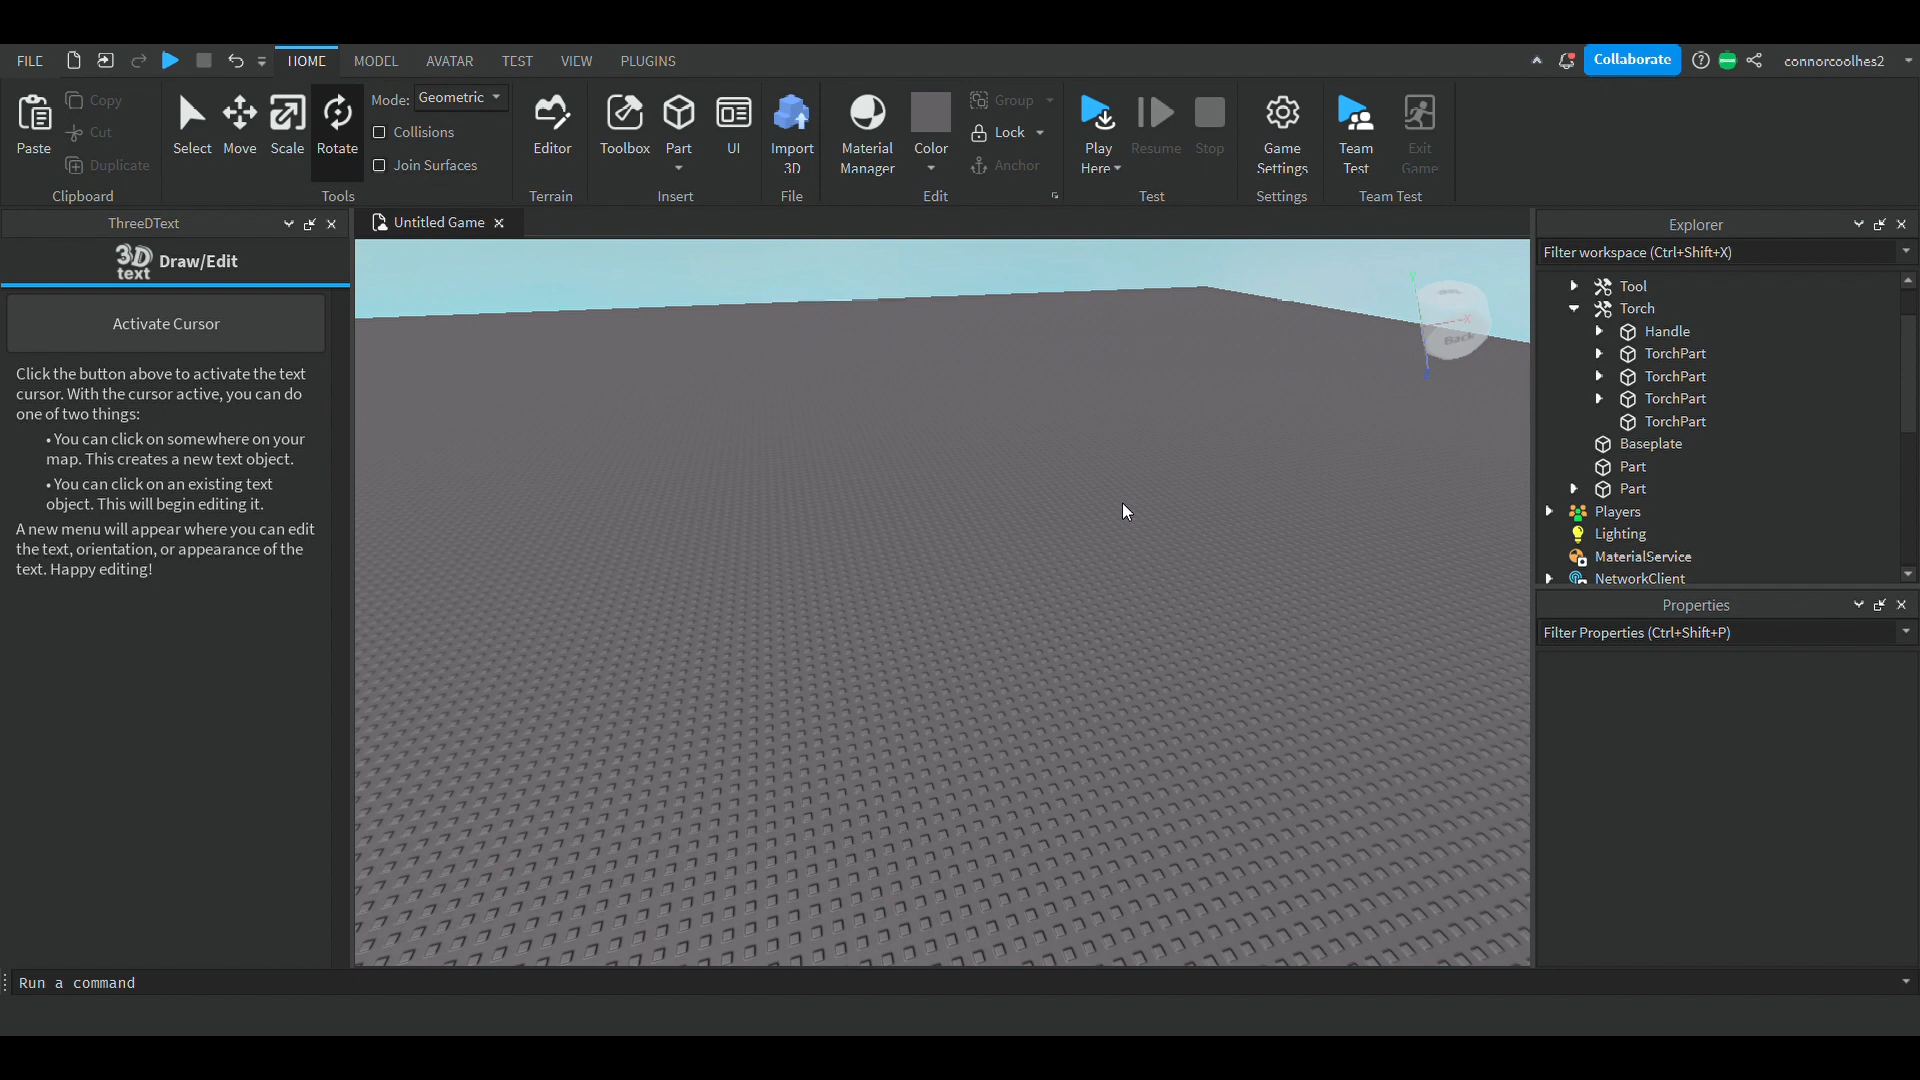 FILE HOME MODEL AVATAR TEST VIEW PLUGINS Collaborate connorcoolhes2
Paste Copy Cut Duplicate
Clipboard
Select Move Scale Rotate
Mode: Geometric
Collisions
Join Surfaces
Tools
Editor
Terrain
Toolbox Part UI
Insert
Import
3D
File
Material
Manager
Color
Group
Lock
Anchor
Edit
Play
Here
Resume Stop
Test
Game
Settings
Settings
Team
Test
Exit
Game
Team Test
ThreeDText
3D
text
Draw/Edit
Activate Cursor
Click the button above to activate the text
cursor. With the cursor active, you can do
one of two things:
• You can click on somewhere on your
map. This creates a new text object.
• You can click on an existing text
object. This will begin editing it.
A new menu will appear where you can edit
the text, orientation, or appearance of the
text. Happy editing!
Untitled Game
Y
X
Z
Back
Explorer
Filter workspace (Ctrl+Shift+X)
Tool
Torch
Handle
TorchPart
TorchPart
TorchPart
TorchPart
Baseplate
Part
Part
Players
Lighting
MaterialService
NetworkClient
Properties
Filter Properties (Ctrl+Shift+P)
Run a command